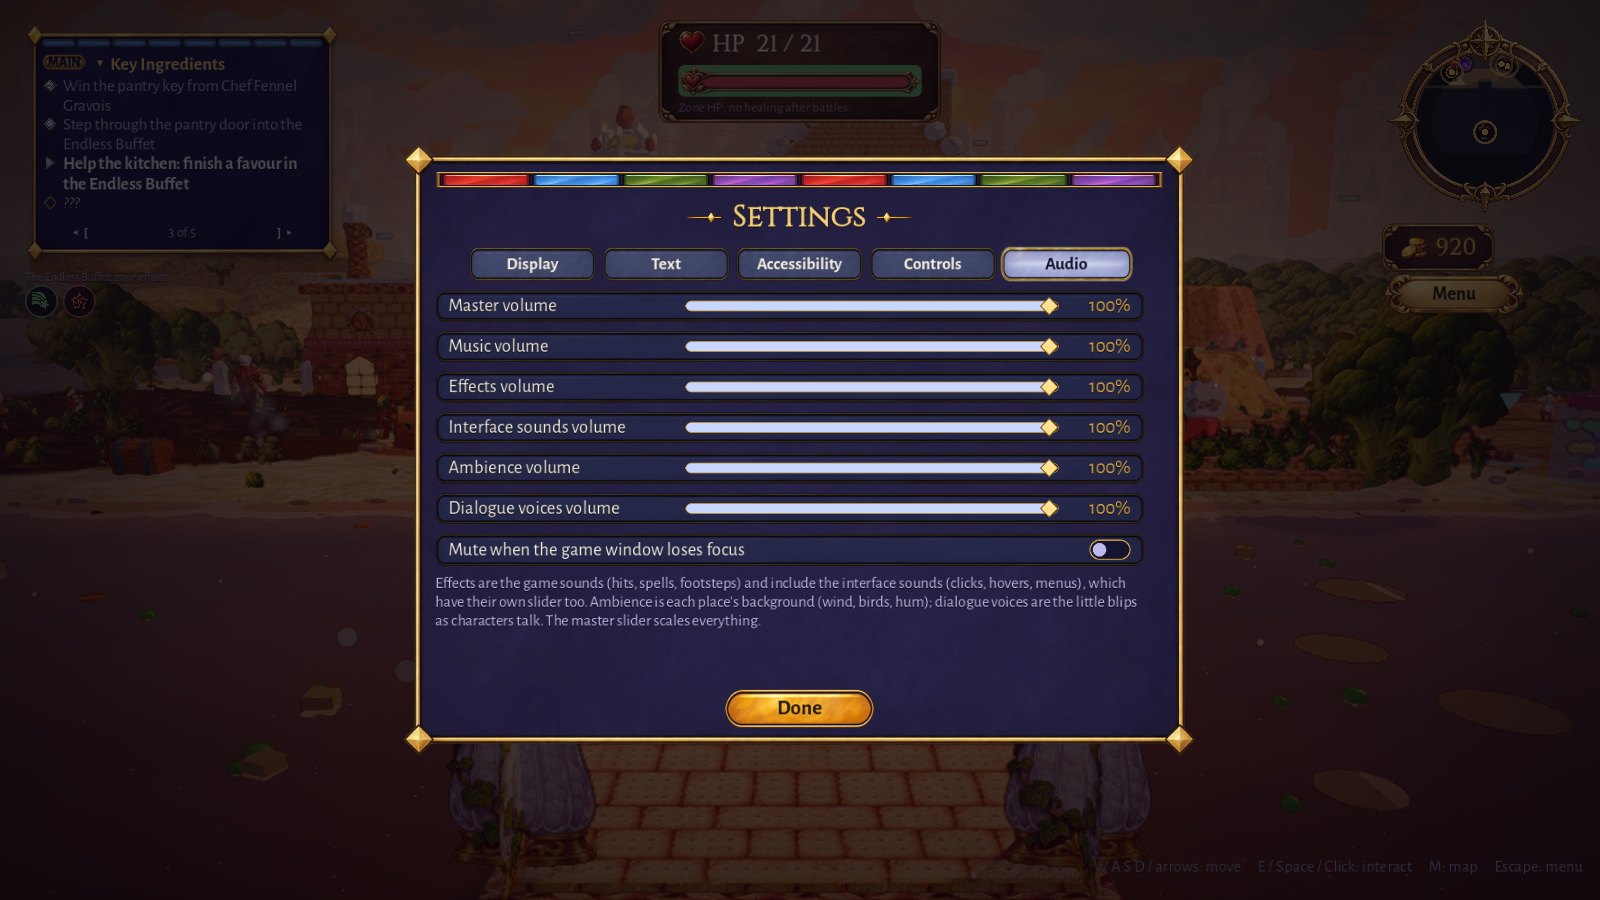 MAIN ▾ Key Ingredients
Win the pantry key from Chef Fennel
Gravois
Step through the pantry door into the
Endless Buffet
Help the kitchen: finish a favour in
the Endless Buffet
???
◂ [ 3 of 5 ] ▸
The Endless Buffet: zone effects
HP 21 / 21
Zone HP: no healing after battles.
920
Menu
SETTINGS
Display Text Accessibility Controls Audio
Master volume 100%
Music volume 100%
Effects volume 100%
Interface sounds volume 100%
Ambience volume 100%
Dialogue voices volume 100%
Mute when the game window loses focus
Effects are the game sounds (hits, spells, footsteps) and include the interface sounds (clicks, hovers, menus), which
have their own slider too. Ambience is each place's background (wind, birds, hum); dialogue voices are the little blips
as characters talk. The master slider scales everything.
Done
W A S D / arrows: move E / Space / Click: interact M: map Escape: menu